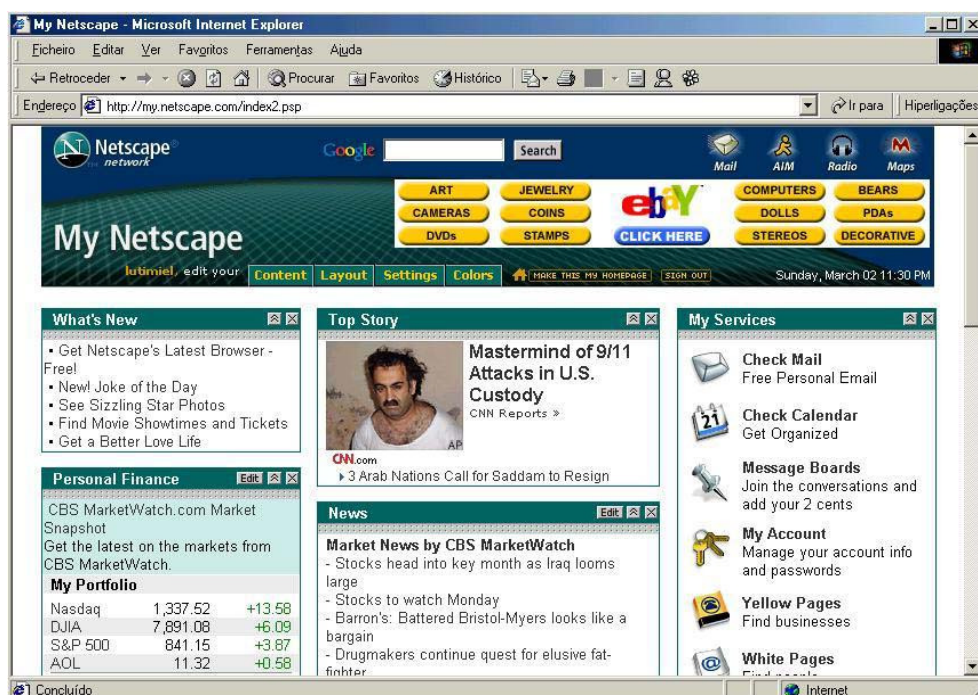 My Netscape - Microsoft Internet Explorer
Ficheiro Editar Ver Favoritos Ferramentas Ajuda
Retroceder Procurar Favoritos Histórico
Endereço http://my.netscape.com/index2.psp Ir para Hiperligações
Netscape
network
Google Search
Mail AIM Radio Maps
ART JEWELRY
CAMERAS COINS
DVDs STAMPS
ebaY
CLICK HERE
COMPUTERS BEARS
DOLLS PDAs
STEREOS DECORATIVE
My Netscape
lutimiel, edit your Content Layout Settings Colors MAKE THIS MY HOMEPAGE SIGN OUT Sunday, March 02 11:30 PM
What's New
▪ Get Netscape's Latest Browser -
Free!
▪ New! Joke of the Day
▪ See Sizzling Star Photos
▪ Find Movie Showtimes and Tickets
▪ Get a Better Love Life
Personal Finance Edit
CBS MarketWatch.com Market
Snapshot
Get the latest on the markets from
CBS MarketWatch.
My Portfolio
Nasdaq 1,337.52 +13.58
DJIA 7,891.08 +6.09
S&P 500 841.15 +3.87
AOL 11.32 +0.58
Top Story
AP
CNN.com
Mastermind of 9/11
Attacks in U.S.
Custody
CNN Reports »
3 Arab Nations Call for Saddam to Resign
News Edit
Market News by CBS MarketWatch
- Stocks head into key month as Iraq looms
large
- Stocks to watch Monday
- Barron's: Battered Bristol-Myers looks like a
bargain
- Drugmakers continue quest for elusive fat-
fighter
My Services
Check Mail
Free Personal Email
21
Check Calendar
Get Organized
Message Boards
Join the conversations and
add your 2 cents
My Account
Manage your account info
and passwords
Yellow Pages
Find businesses
White Pages
Find people
Concluído Internet